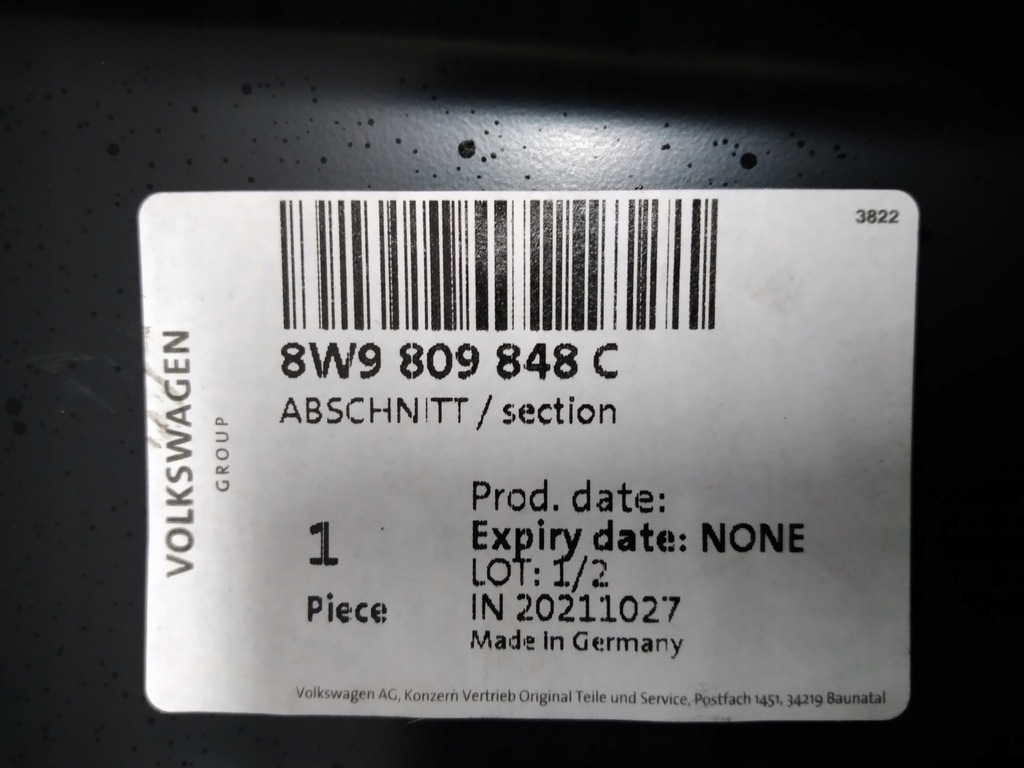 3822
8W9 809 848 C
ABSCHNITT / section
VOLKSWAGEN
GROUP
1
Piece
Prod. date:
Expiry date: NONE
LOT: 1/2
IN 20211027
Made in Germany
Volkswagen AG, Konzern Vertrieb Original Teile und Service, Postfach 1451, 34219 Baunatal